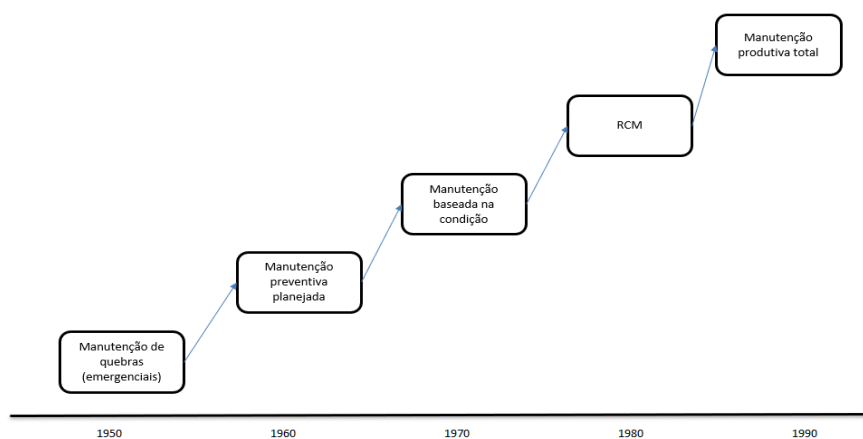 Manutenção
produtiva total
RCM
Manutenção
baseada na
condição
Manutenção
preventiva
planejada
Manutenção de
quebras
(emergenciais)
1950
1960
1970
1980
1990